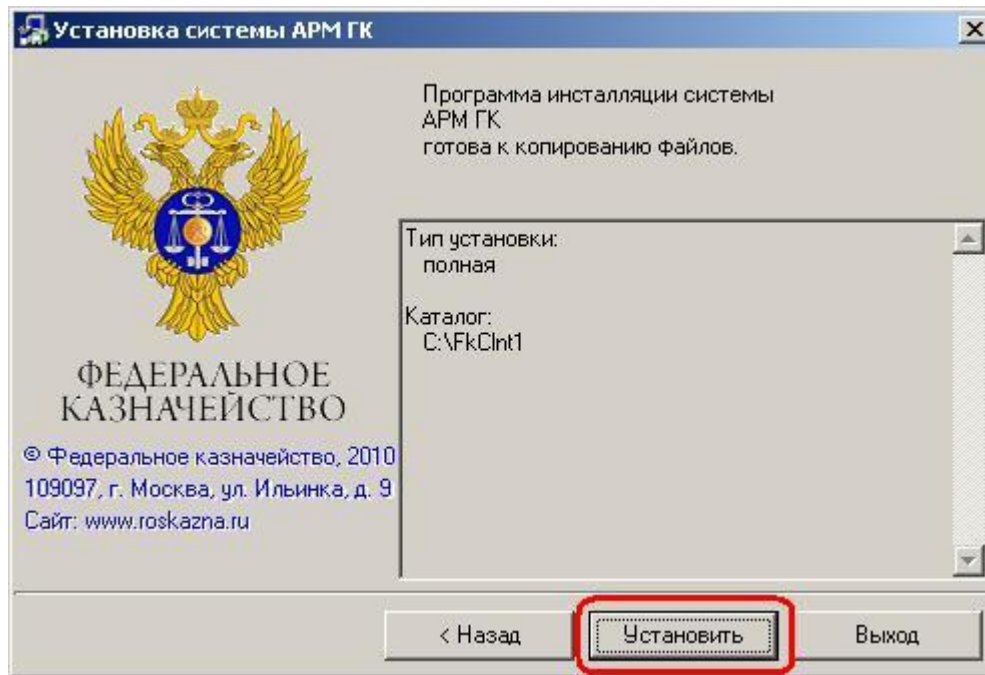 Установка системы АРМ ГК
Программа инсталляции системы
АРМ ГК
готова к копированию файлов.
Тип установки:
полная
Каталог:
C:\FkClnt1
ФЕДЕРАЛЬНОЕ
КАЗНАЧЕЙСТВО
© Федеральное казначейство, 2010
109097, г. Москва, ул. Ильинка, д. 9
Сайт: www.roskazna.ru
< Назад
Установить
Выход